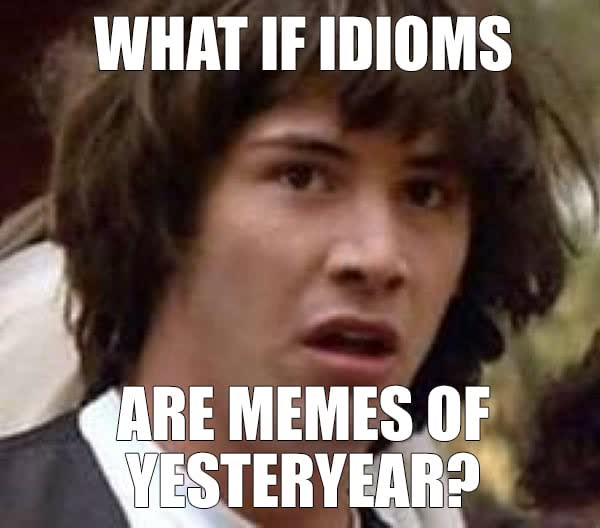 WHAT IF IDIOMS
ARE MEMES OF
YESTERYEAR?